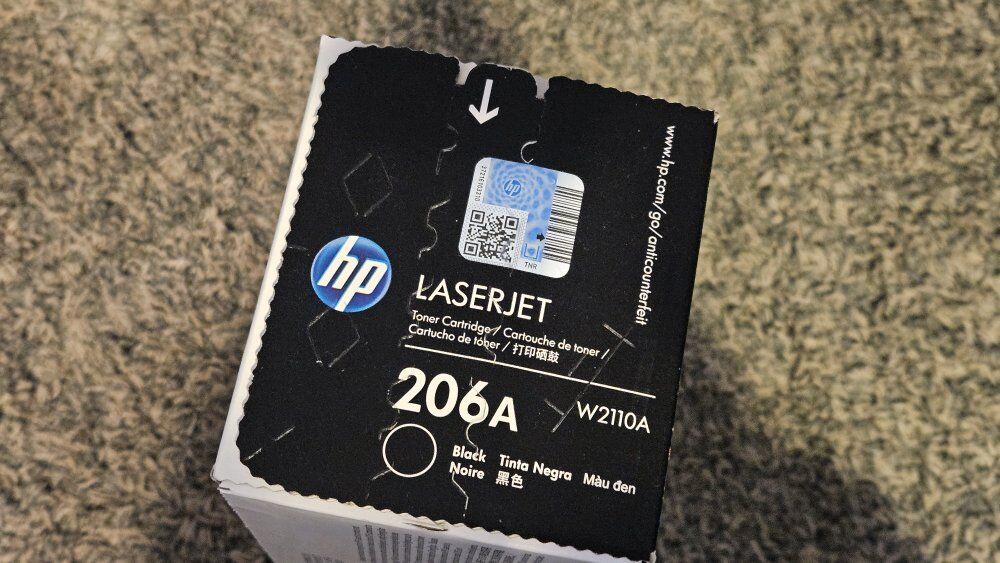 www.hp.com/go/anticounterfeit
hp
TNR
hp
LASERJET
Toner Cartridge / Cartouche de toner /
Cartucho de tóner / 打印硒鼓
206A
W2110A
Black Tinta Negra Màu đen
Noire 黑色